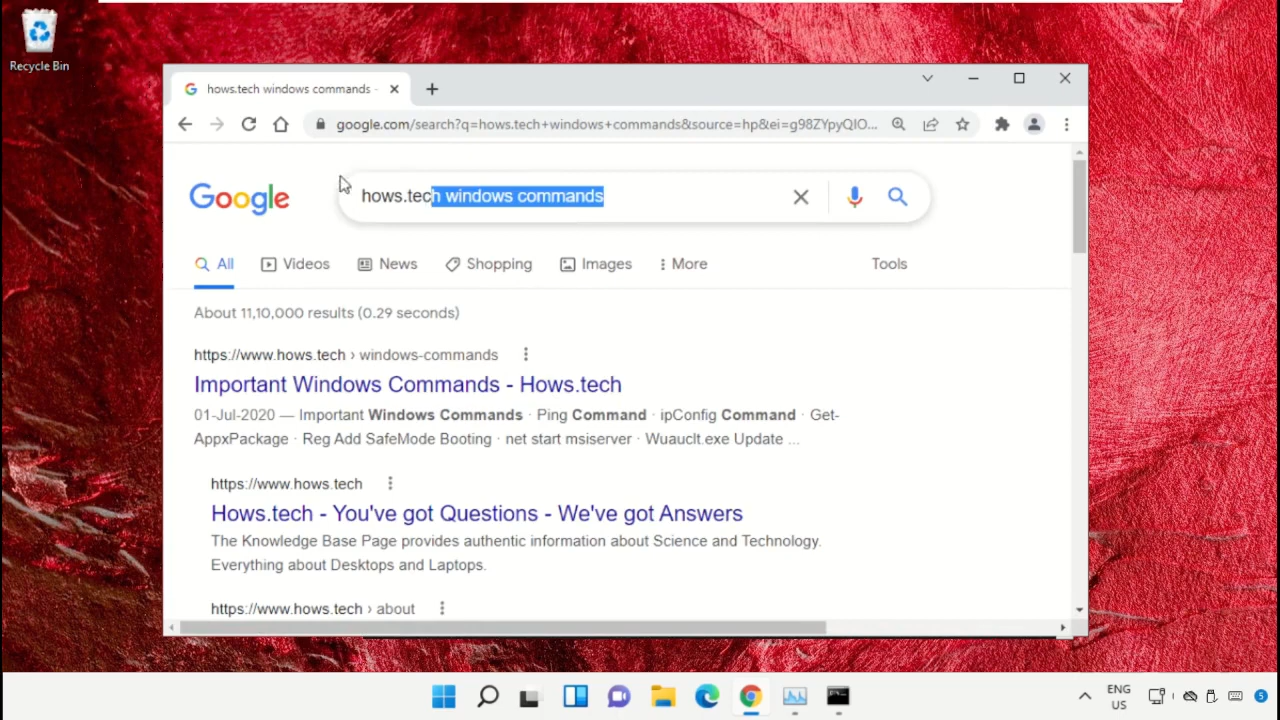 Recycle Bin
hows.tech windows commands -
google.com/search?q=hows.tech+windows+commands&source=hp&ei=g98ZYpyQIO...
Google
hows.tech windows commands
All Videos News Shopping Images More Tools
About 11,10,000 results (0.29 seconds)
https://www.hows.tech › windows-commands
Important Windows Commands - Hows.tech
01-Jul-2020 — Important Windows Commands · Ping Command · ipConfig Command · Get-
AppxPackage · Reg Add SafeMode Booting · net start msiserver · Wuauclt.exe Update ...
https://www.hows.tech
Hows.tech - You've got Questions - We've got Answers
The Knowledge Base Page provides authentic information about Science and Technology.
Everything about Desktops and Laptops.
https://www.hows.tech › about
ENG
US
5